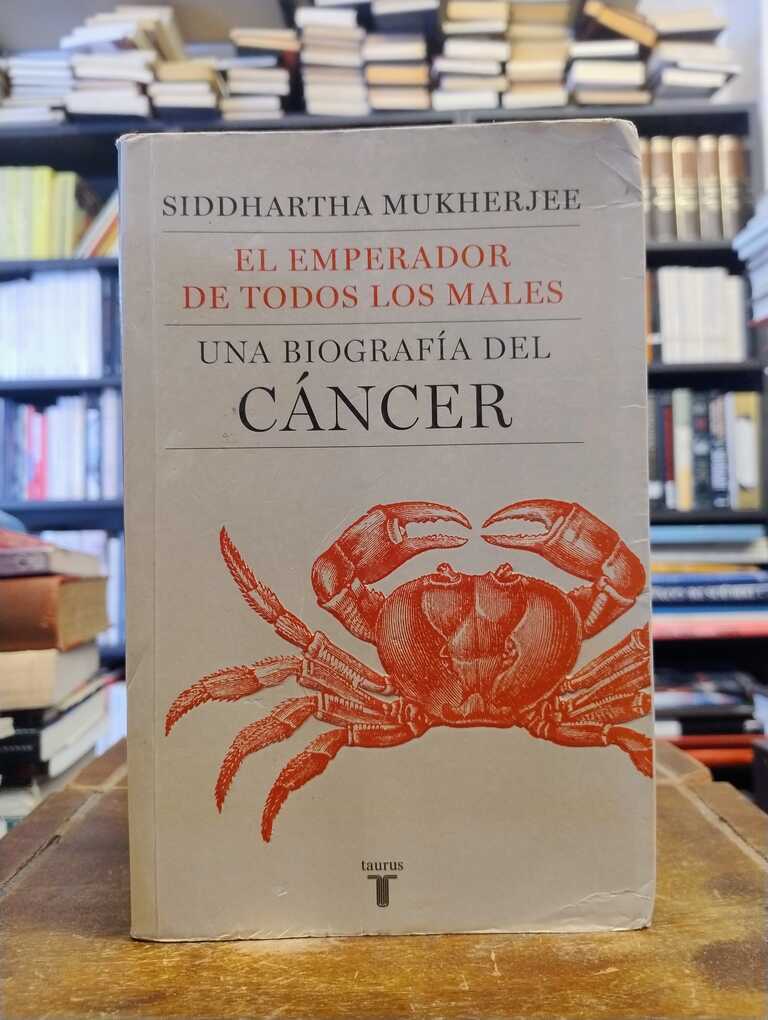 SIDDHARTHA MUKHERJEE
EL EMPERADOR
DE TODOS LOS MALES
UNA BIOGRAFÍA DEL
CÁNCER
taurus